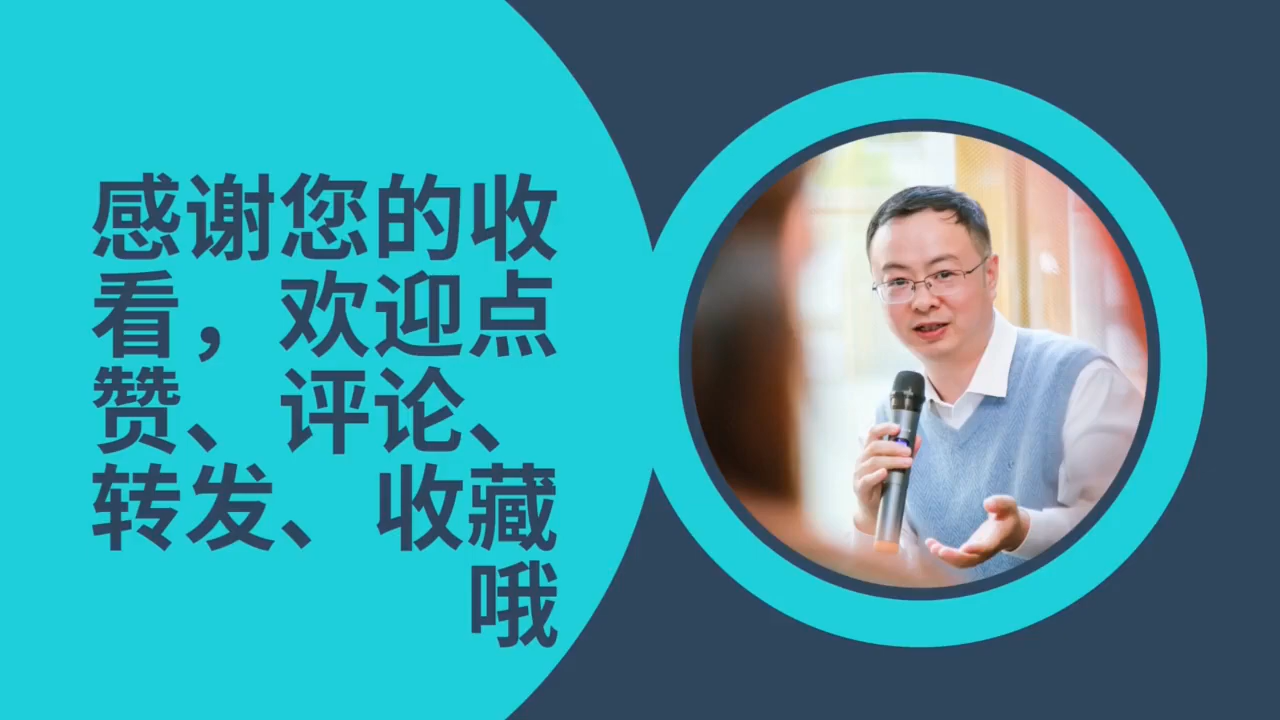 感谢您的收
看，欢迎点
赞、评论、
转发、收藏
哦